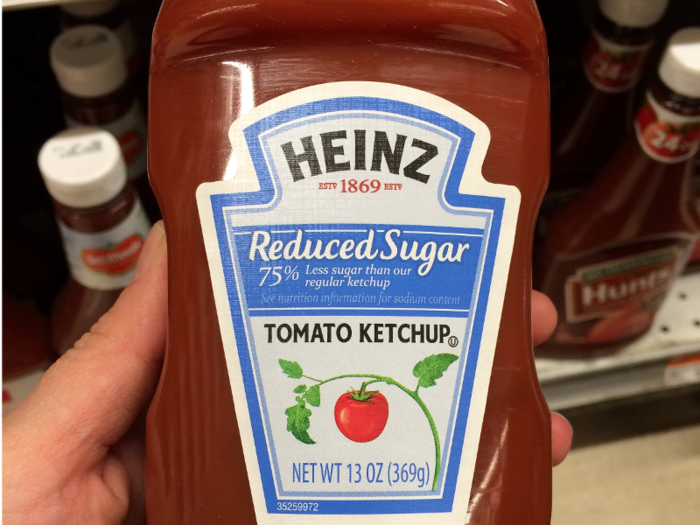 HEINZ
ESTD 1869 ESTD
Reduced Sugar
75% Less sugar than our
regular ketchup
See nutrition information for sodium content
TOMATO KETCHUP
NET WT 13 OZ (369g)
35259972
Hunt's
24